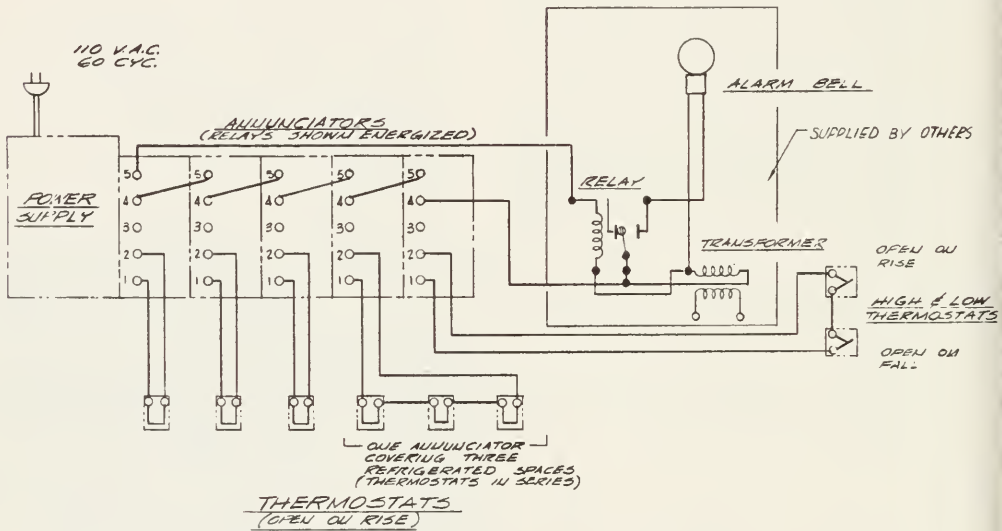 110 V.A.C.
60 CYC.
ALARM BELL
ANNUNCIATORS
(RELAY'S SHOWN ENERGIZED)
SUPPLIED BY OTHERS
POWER
SUPPLY
5 5 5 5 5
4 4 4 4 4
3 3 3 3 3
2 2 2 2 2
1 1 1 1 1
RELAY
TRANSFORMER
OPEN ON
RISE
HIGH & LOW
THERMOSTATS
OPEN ON
FALL
ONE ANNUNCIATOR
COVERING THREE
REFRIGERATED SPACES
(THERMOSTATS IN SERIES)
THERMOSTATS
(OPEN ON RISE)